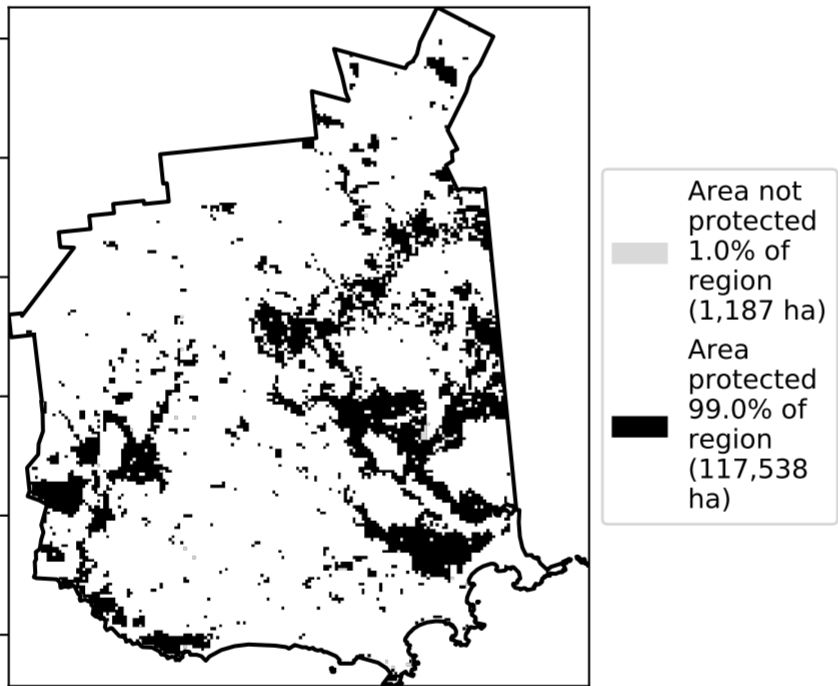 Area not
protected
1.0% of
region
(1,187 ha)
Area
protected
99.0% of
region
(117,538
ha)